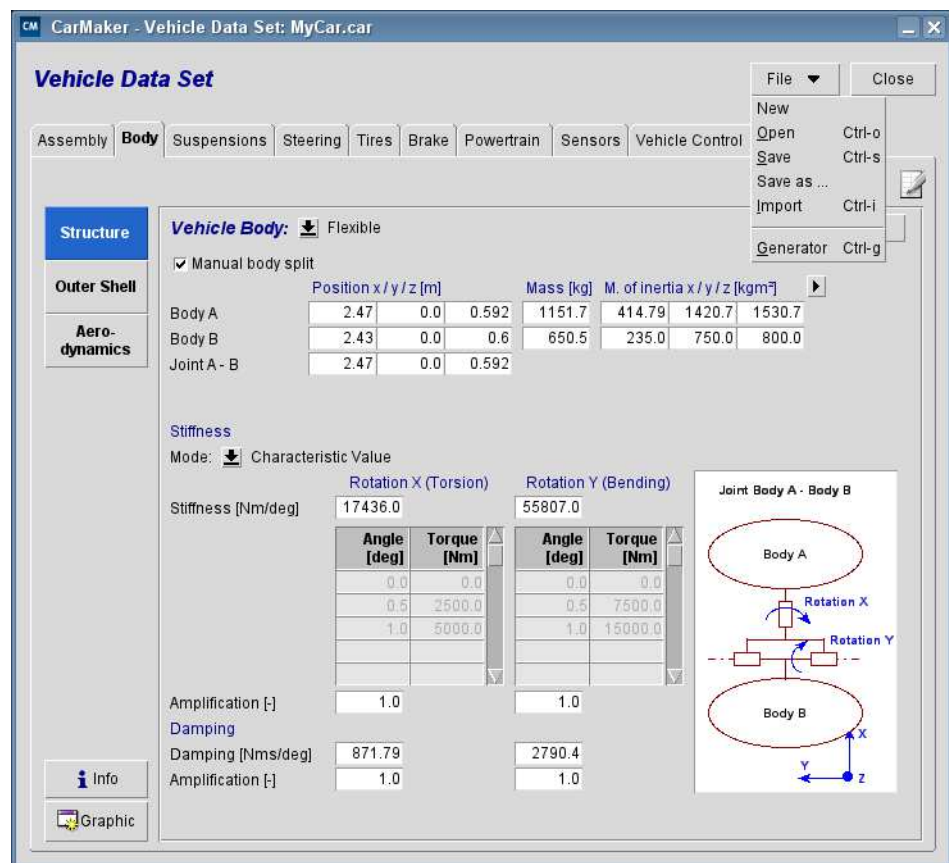 CM CarMaker - Vehicle Data Set: MyCar.car
Vehicle Data Set
File Close
New
Open Ctrl-o
Save Ctrl-s
Save as ...
Import Ctrl-i
Generator Ctrl-g
Assembly Body Suspensions Steering Tires Brake Powertrain Sensors Vehicle Control
Structure
Outer Shell
Aero-
dynamics
Vehicle Body: Flexible
Manual body split
Position x / y / z [m] Mass [kg] M. of inertia x / y / z [kgm²]
Body A 2.47 0.0 0.592 1151.7 414.79 1420.7 1530.7
Body B 2.43 0.0 0.6 650.5 235.0 750.0 800.0
Joint A - B 2.47 0.0 0.592
Stiffness
Mode: Characteristic Value
Rotation X (Torsion) Rotation Y (Bending)
Stiffness [Nm/deg] 17436.0 55807.0
Angle Torque Angle Torque
[deg] [Nm] [deg] [Nm]
0.0 0.0 0.0 0.0
0.5 2500.0 0.5 7500.0
1.0 5000.0 1.0 15000.0
Amplification [-] 1.0 1.0
Damping
Damping [Nms/deg] 871.79 2790.4
Amplification [-] 1.0 1.0
Joint Body A - Body B
Body A
Rotation X
Rotation Y
Body B
X
Y
Z
i Info
Graphic